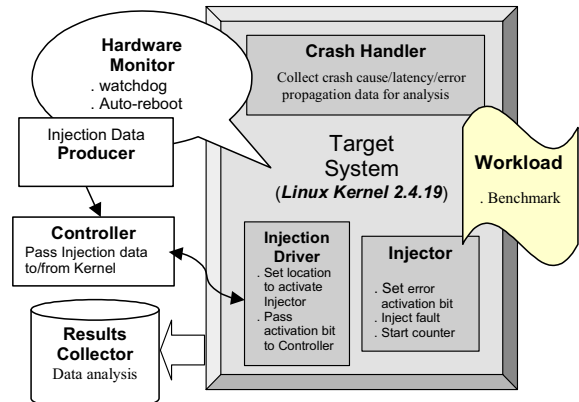 Hardware
Monitor
. watchdog
. Auto-reboot
Crash Handler
Collect crash cause/latency/error
propagation data for analysis
Injection Data
Producer
Target
System
(Linux Kernel 2.4.19)
Workload
. Benchmark
Controller
Pass Injection data
to/from Kernel
Injection
Driver
. Set location
to activate
Injector
. Pass
activation bit
to Controller
Injector
. Set error
activation bit
. Inject fault
. Start counter
Results
Collector
Data analysis